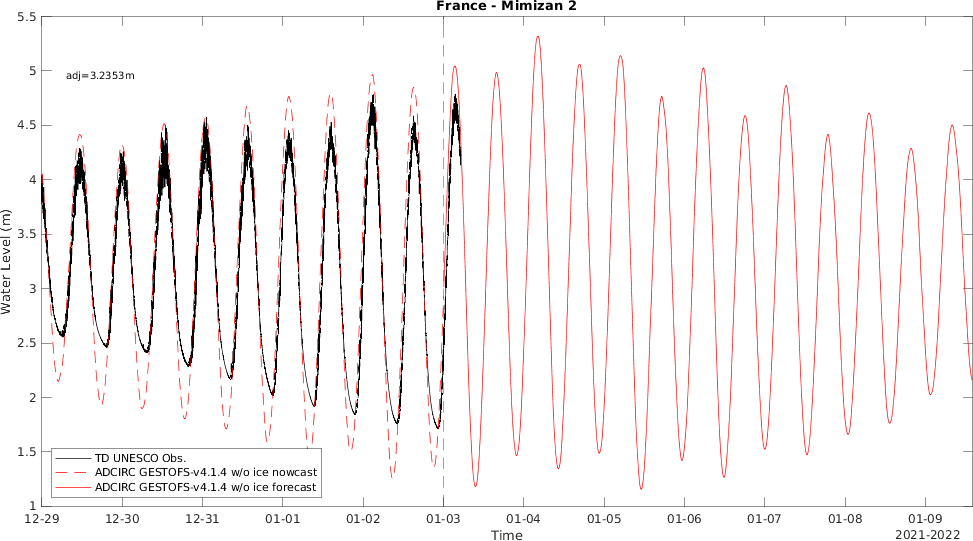 France - Mimizan 2
adj=3.2353m
Water Level (m)
5.5
5
4.5
4
3.5
3
2.5
2
1.5
1
TD UNESCO Obs.
ADCIRC GESTOFS-v4.1.4 w/o ice nowcast
ADCIRC GESTOFS-v4.1.4 w/o ice forecast
12-29 12-30 12-31 01-01 01-02 01-03 01-04 01-05 01-06 01-07 01-08 01-09
Time
2021-2022